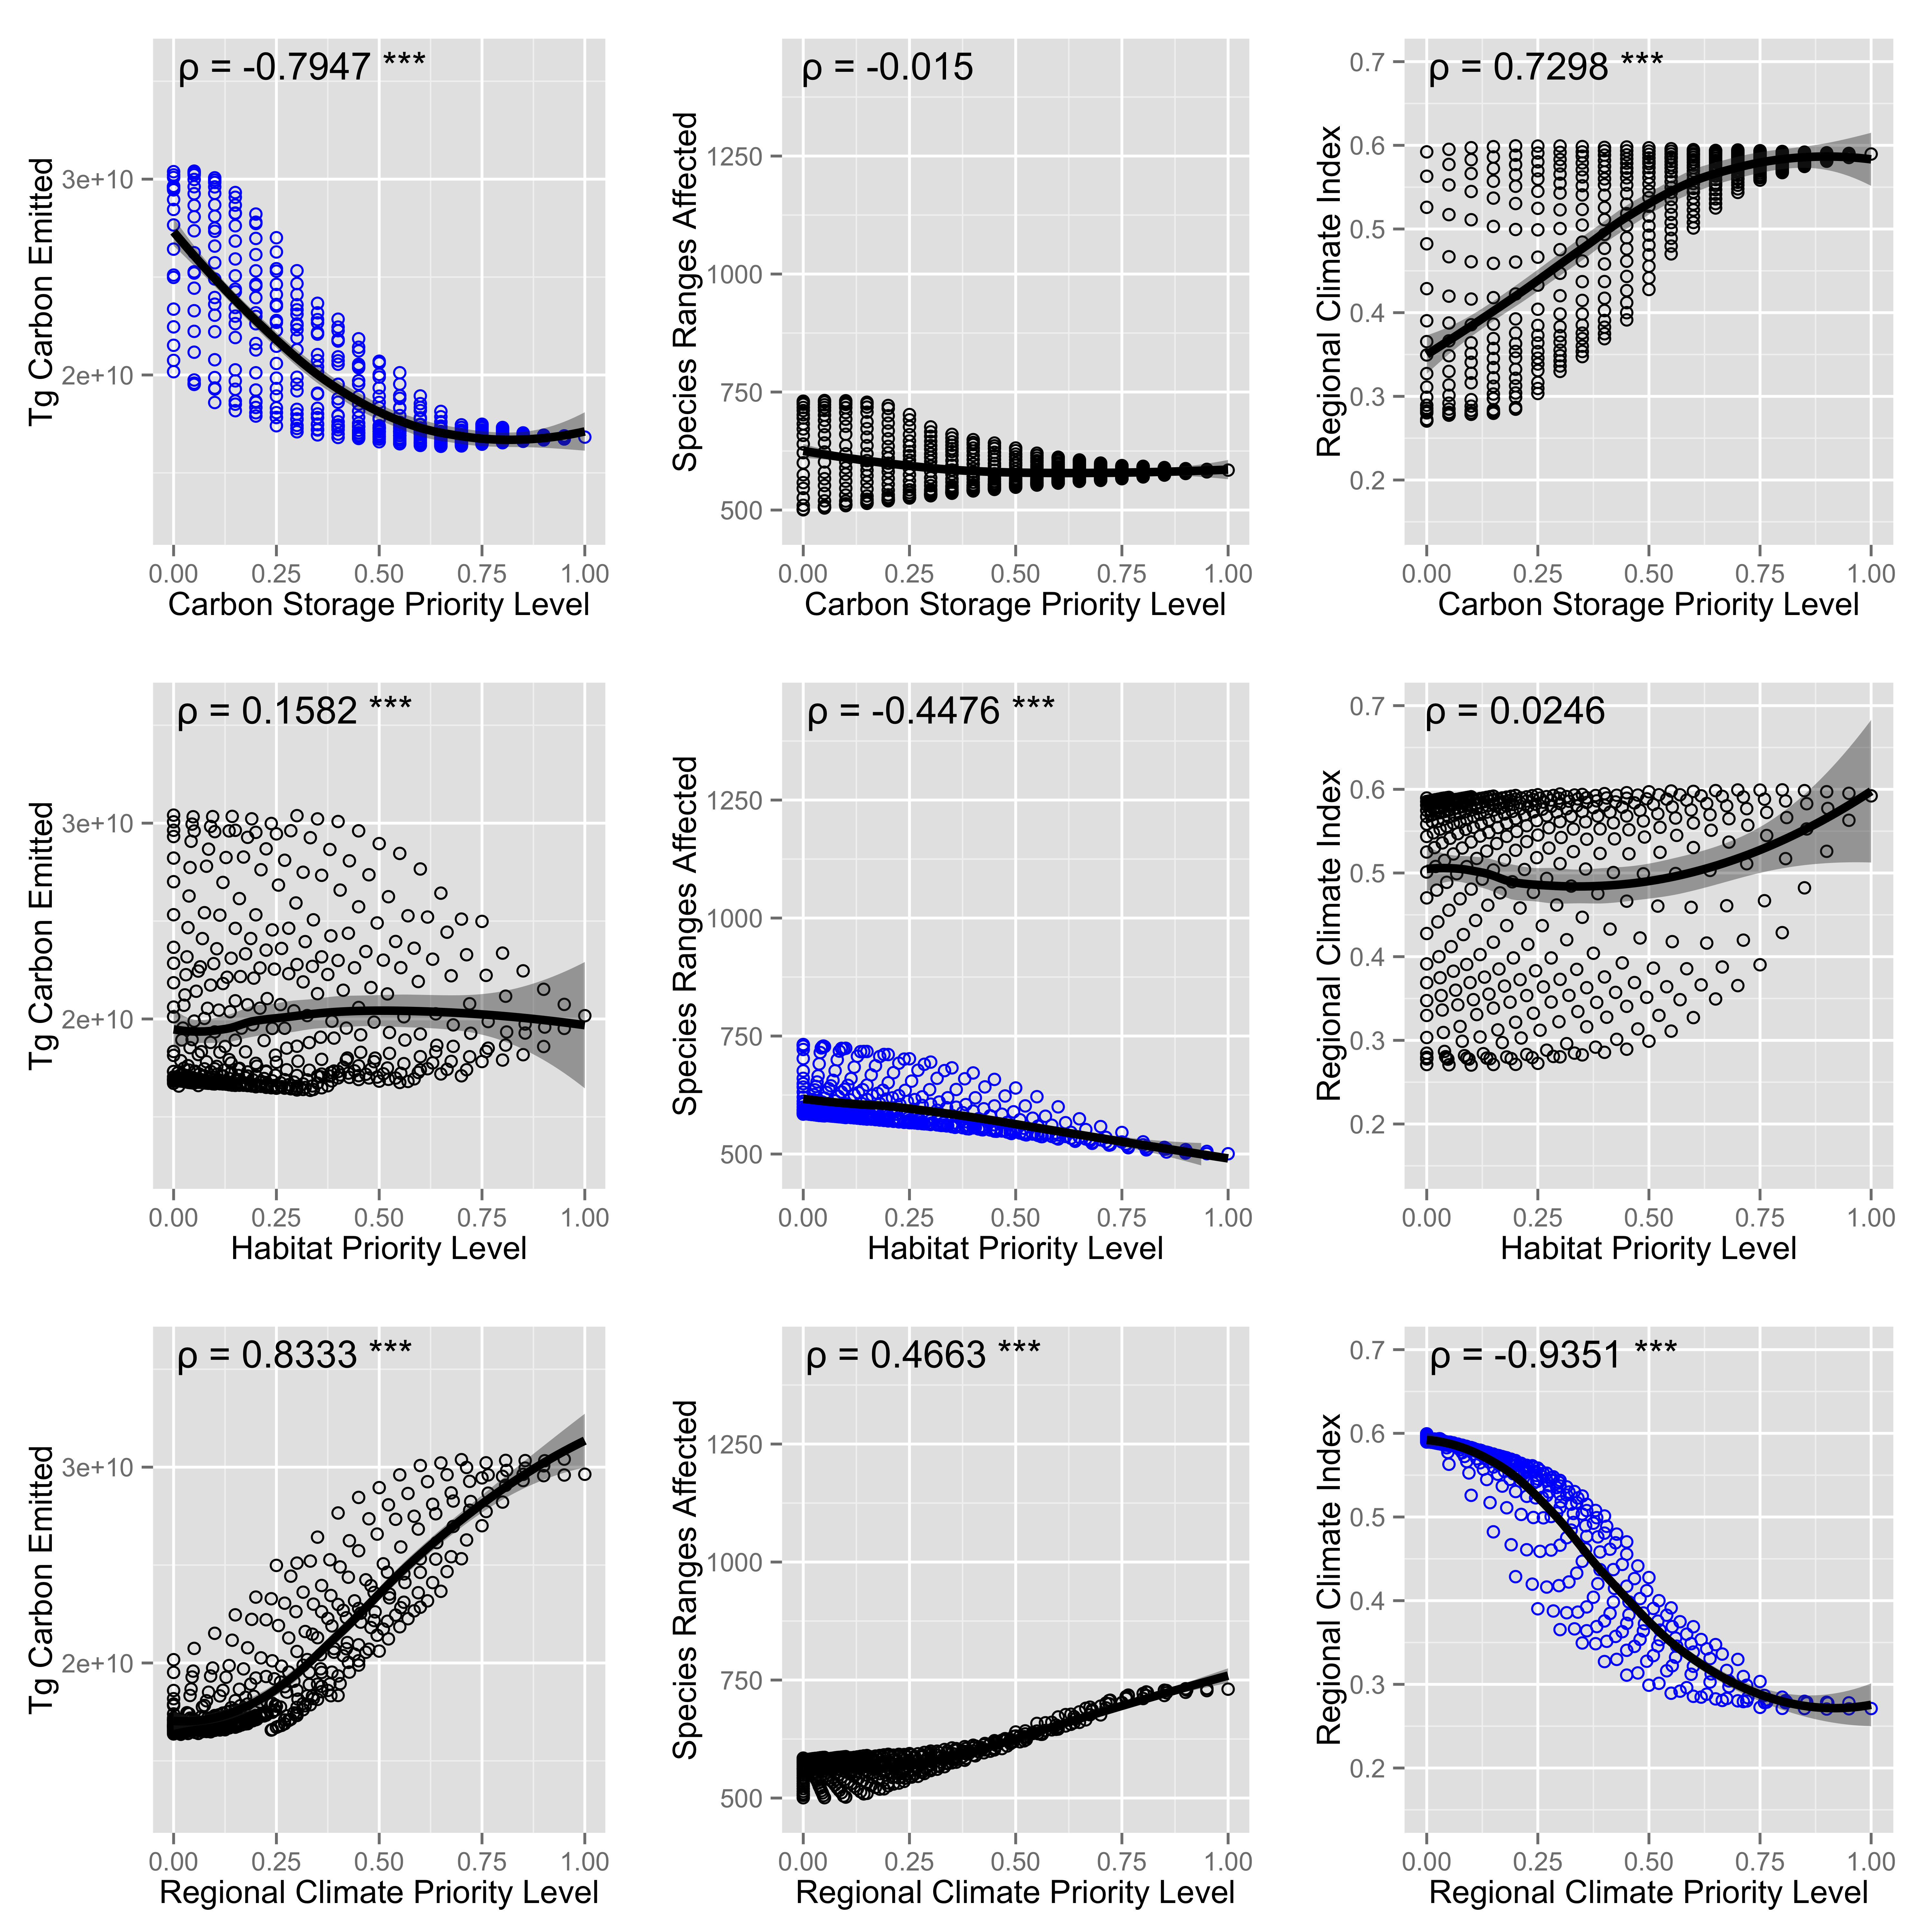 ρ = -0.7947 ***
Tg Carbon Emitted
3e+10
2e+10
0.00 0.25 0.50 0.75 1.00
Carbon Storage Priority Level
ρ = -0.015
Species Ranges Affected
1250
1000
750
500
0.00 0.25 0.50 0.75 1.00
Carbon Storage Priority Level
ρ = 0.7298 ***
Regional Climate Index
0.7
0.6
0.5
0.4
0.3
0.2
0.00 0.25 0.50 0.75 1.00
Carbon Storage Priority Level
ρ = 0.1582 ***
Tg Carbon Emitted
3e+10
2e+10
0.00 0.25 0.50 0.75 1.00
Habitat Priority Level
ρ = -0.4476 ***
Species Ranges Affected
1250
1000
750
500
0.00 0.25 0.50 0.75 1.00
Habitat Priority Level
ρ = 0.0246
Regional Climate Index
0.7
0.6
0.5
0.4
0.3
0.2
0.00 0.25 0.50 0.75 1.00
Habitat Priority Level
ρ = 0.8333 ***
Tg Carbon Emitted
3e+10
2e+10
0.00 0.25 0.50 0.75 1.00
Regional Climate Priority Level
ρ = 0.4663 ***
Species Ranges Affected
1250
1000
750
500
0.00 0.25 0.50 0.75 1.00
Regional Climate Priority Level
ρ = -0.9351 ***
Regional Climate Index
0.7
0.6
0.5
0.4
0.3
0.2
0.00 0.25 0.50 0.75 1.00
Regional Climate Priority Level